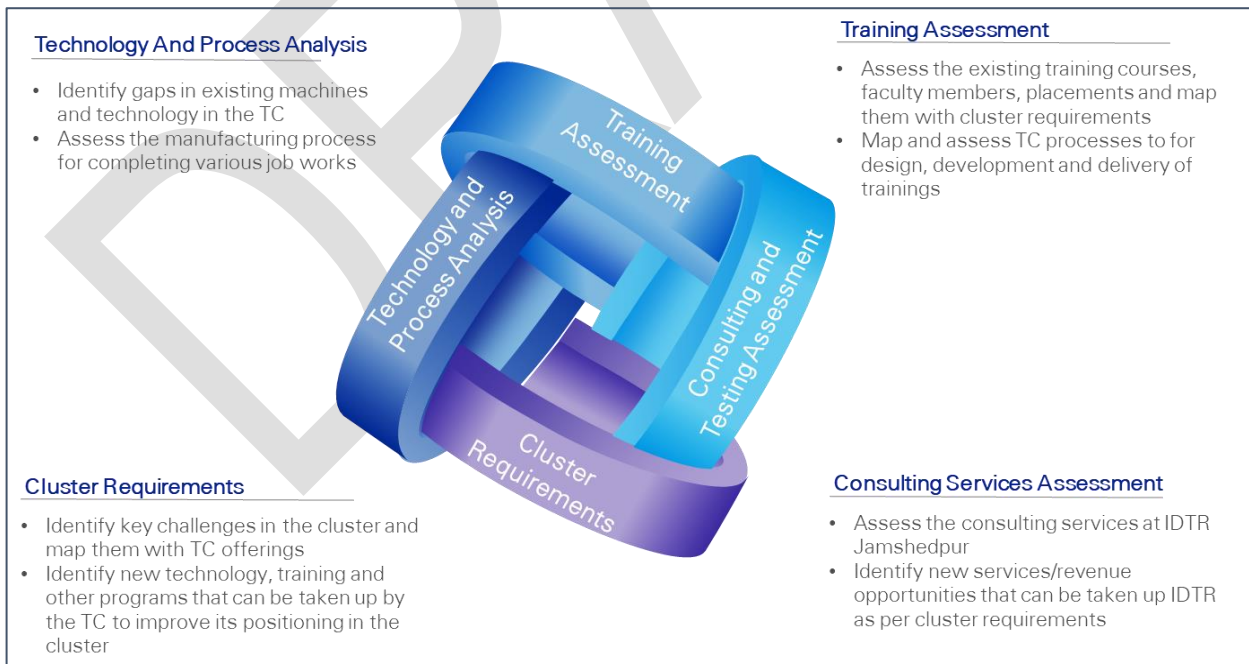 Technology And Process Analysis
• Identify gaps in existing machines
and technology in the TC
• Assess the manufacturing process
for completing various job works
Training Assessment
• Assess the existing training courses,
faculty members, placements and map
them with cluster requirements
• Map and assess TC processes to for
design, development and delivery of
trainings
Training
Assessment
Technology and
Process Analysis
Consulting and
Testing Assessment
Cluster
Requirements
Cluster Requirements
• Identify key challenges in the cluster and
map them with TC offerings
• Identify new technology, training and
other programs that can be taken up by
the TC to improve its positioning in the
cluster
Consulting Services Assessment
• Assess the consulting services at IDTR
Jamshedpur
• Identify new services/revenue
opportunities that can be taken up IDTR
as per cluster requirements